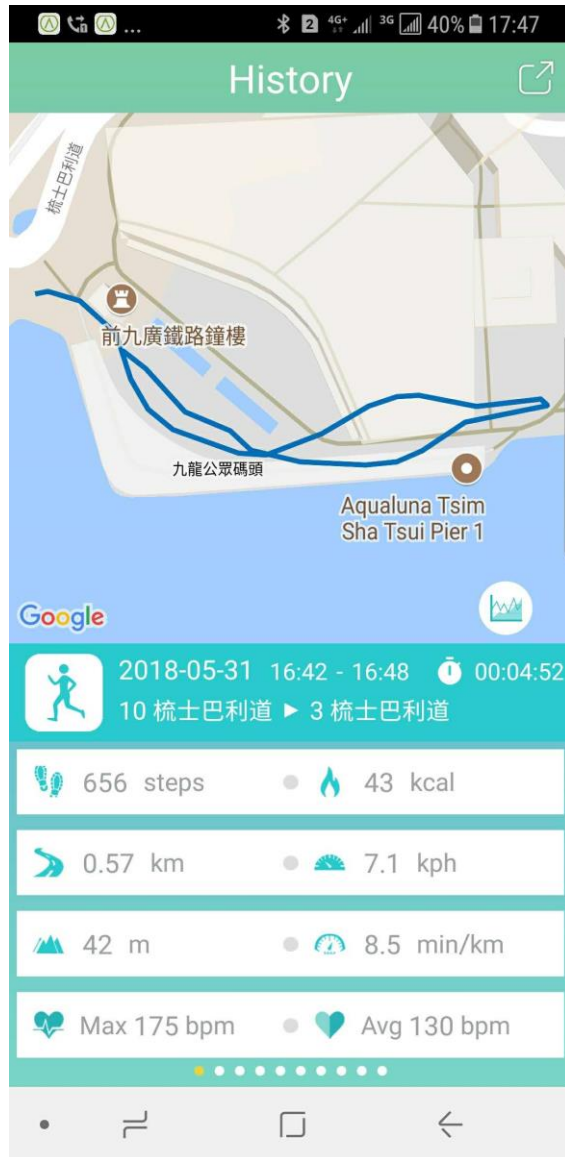 ... 2 4G+ 3G 40% 17:47
History
梳士巴利道
前九廣鐵路鐘樓
九龍公眾碼頭
Aqualuna Tsim
Sha Tsui Pier 1
Google
2018-05-31 16:42 - 16:48 00:04:52
10 梳士巴利道 ▶ 3 梳士巴利道
656 steps 43 kcal
0.57 km 7.1 kph
42 m 8.5 min/km
Max 175 bpm Avg 130 bpm